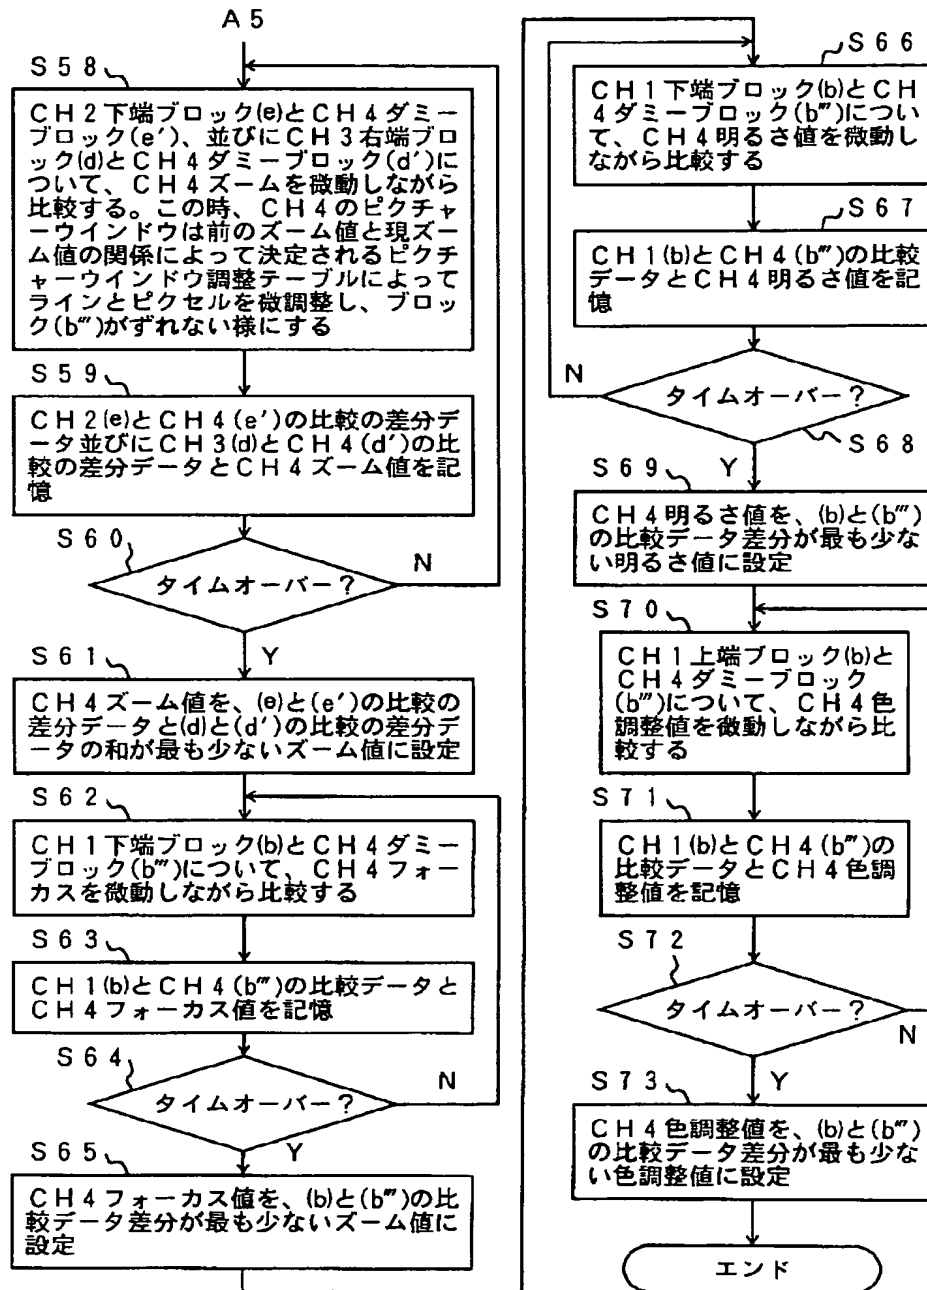 A5
S58
CH2下端ブロック(e)とCH4ダミー
ブロック(e′)、並びにCH3右端ブロ
ック(d)とCH4ダミーブロック(d′)に
ついて、CH4ズームを微動しながら
比較する。この時、CH4のピクチャ
ーウインドウは前のズーム値と現ズー
ム値の関係によって決定されるピクチ
ャーウインドウ調整テーブルによって
ラインとピクセルを微調整し、ブロッ
ク(b‴)がずれない様にする
S59
CH2(e)とCH4(e′)の比較の差分デ
ータ並びにCH3(d)とCH4(d′)の比
較の差分データとCH4ズーム値を記
憶
S60
タイムオーバー?
N
Y
S61
CH4ズーム値を、(e)と(e′)の比較の
差分データと(d)と(d′)の比較の差分デ
ータの和が最も少ないズーム値に設定
S62
CH1下端ブロック(b)とCH4ダミー
ブロック(b‴)について、CH4フォー
カスを微動しながら比較する
S63
CH1(b)とCH4(b‴)の比較データと
CH4フォーカス値を記憶
S64
タイムオーバー?
N
Y
S65
CH4フォーカス値を、(b)と(b‴)の比
較データ差分が最も少ないズーム値に
設定
S66
CH1下端ブロック(b)とCH
4ダミーブロック(b‴)につい
て、CH4明るさ値を微動し
ながら比較する
S67
CH1(b)とCH4(b‴)の比較
データとCH4明るさ値を記
憶
N
タイムオーバー?
S68
Y
S69
CH4明るさ値を、(b)と(b‴)
の比較データ差分が最も少な
い明るさ値に設定
S70
CH1上端ブロック(b)と
CH4ダミーブロック
(b‴)について、CH4色
調整値を微動しながら比
較する
S71
CH1(b)とCH4(b‴)の
比較データとCH4色調
整値を記憶
S72
タイムオーバー?
N
Y
S73
CH4色調整値を、(b)と(b‴)
の比較データ差分が最も少な
い色調整値に設定
エンド